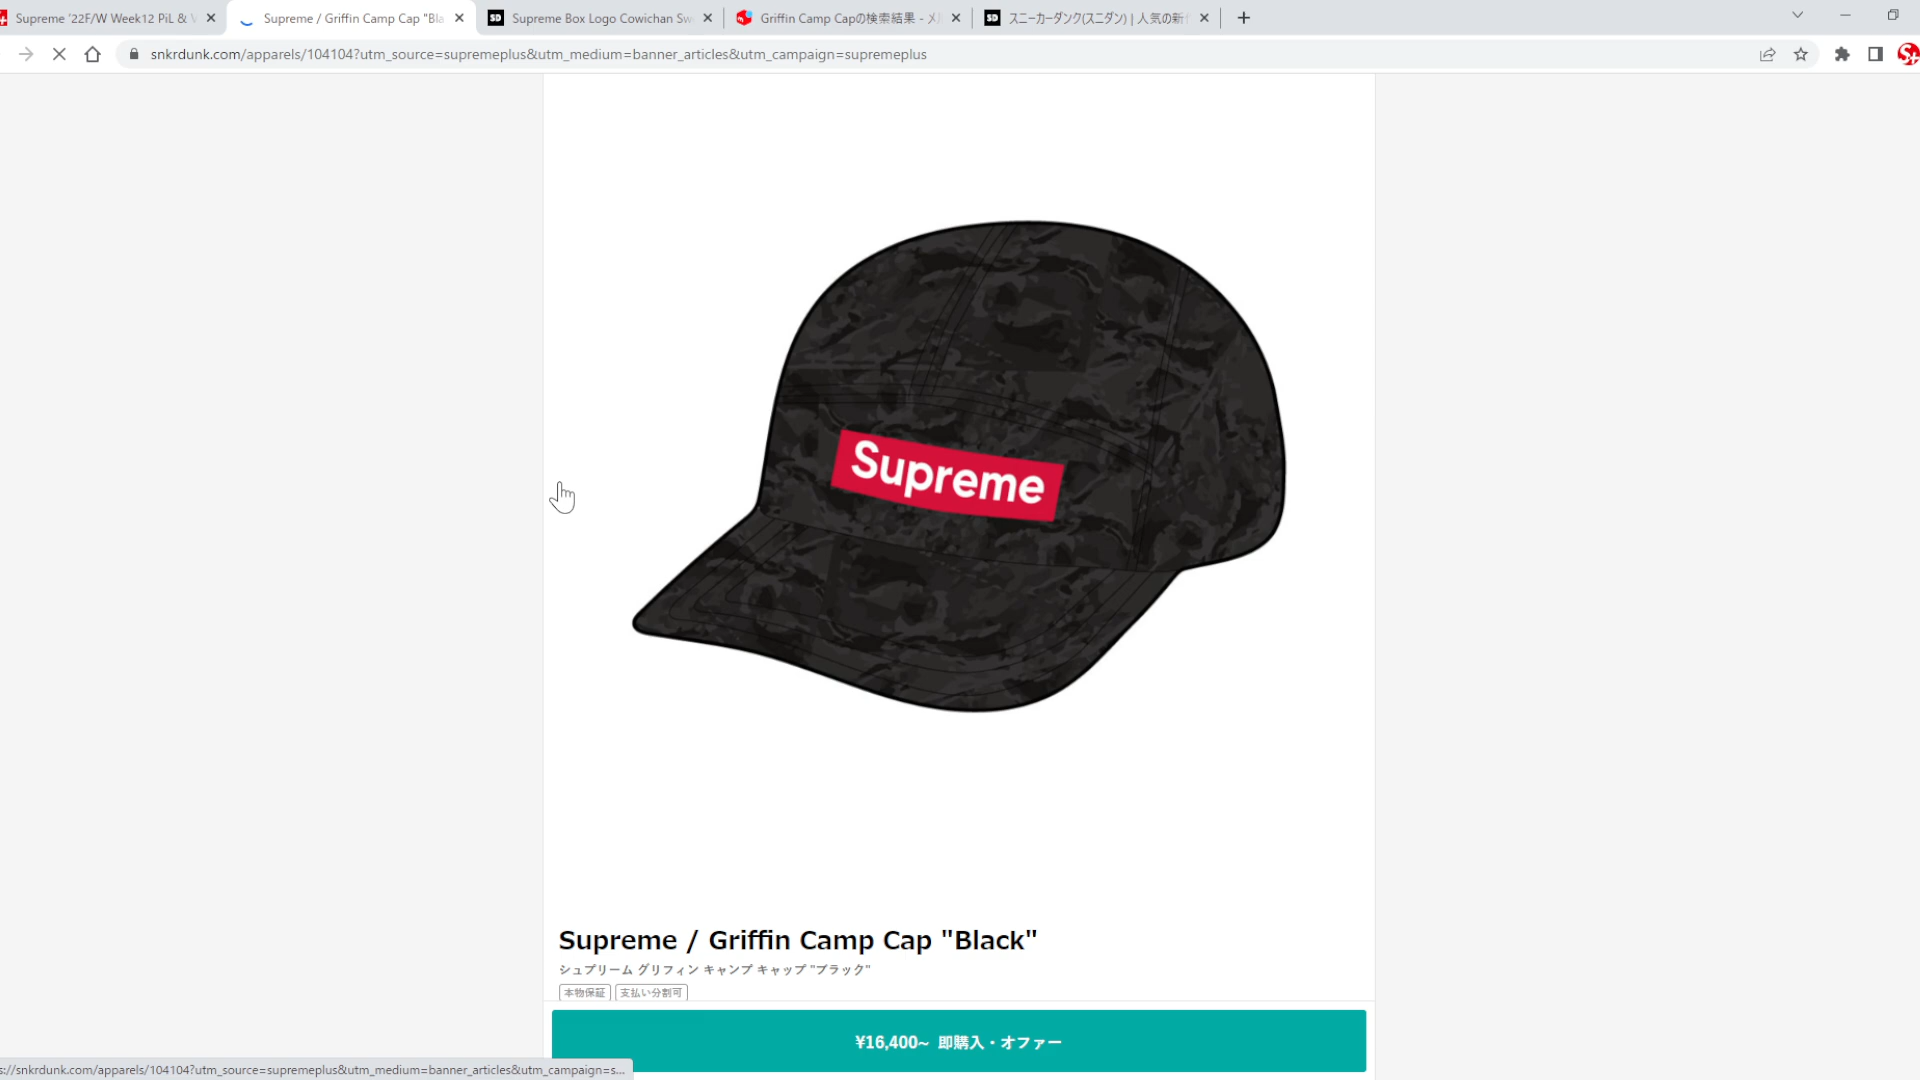 Supreme '22F/W Week12 PiL & V
Supreme / Griffin Camp Cap "Bla
SD Supreme Box Logo Cowichan Sw
Griffin Camp Capの検索結果 - メル
SD スニーカーダンク(スニダン) | 人気の新
snkrdunk.com/apparels/104104?utm_source=supremeplus&utm_medium=banner_articles&utm_campaign=supremeplus
S+
Supreme
Supreme / Griffin Camp Cap "Black"
シュプリーム グリフィン キャンプ キャップ "ブラック"
本物保証 支払い分割可
¥16,400~ 即購入・オファー
s://snkrdunk.com/apparels/104104?utm_source=supremeplus&utm_medium=banner_articles&utm_campaign=s...